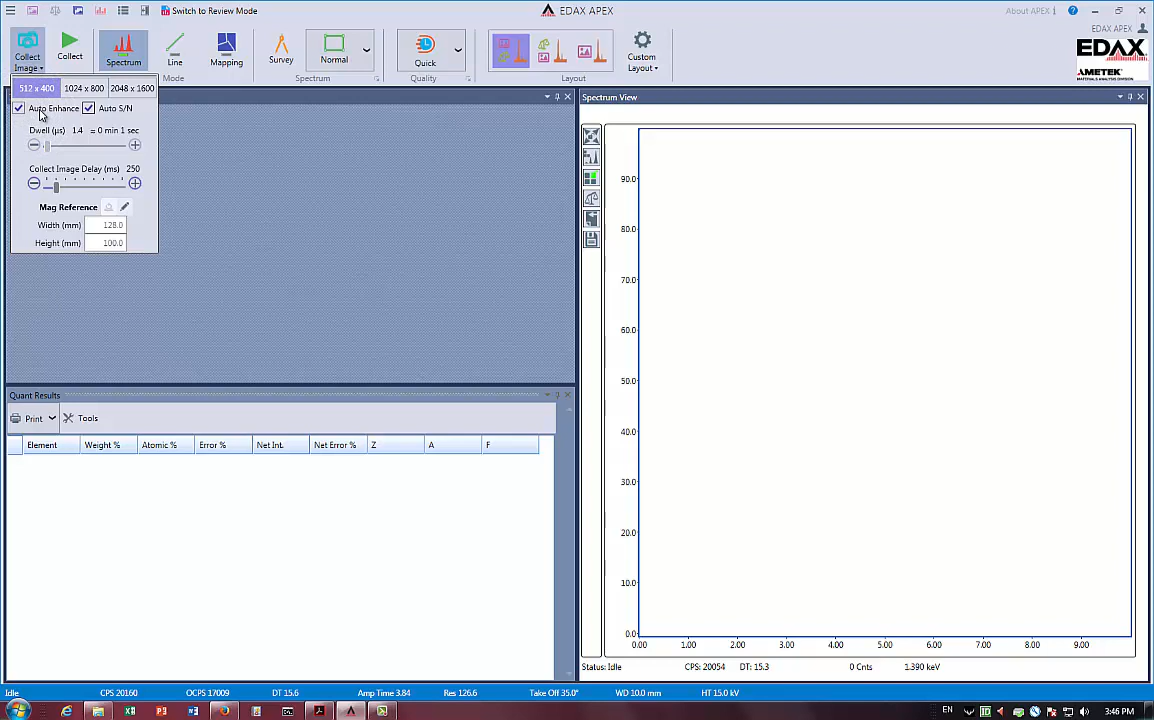 Switch to Review Mode
EDAX APEX
About APEX
EDAX APEX
Collect Image
Collect
Spectrum
Line
Mapping
Survey
Normal
Quick
Custom Layout
EDAX
AMETEK
MATERIALS ANALYSIS DIVISION
Mode
Spectrum
Quality
Layout
512 x 400 1024 x 800 2048 x 1600
Auto Enhance Auto S/N
Dwell (µs) 1.4 = 0 min 1 sec
Collect Image Delay (ms) 250
Mag Reference
Width (mm) 128.0
Height (mm) 100.0
Spectrum View
90.0
80.0
70.0
60.0
50.0
40.0
30.0
20.0
10.0
0.0
0.00 1.00 2.00 3.00 4.00 5.00 6.00 7.00 8.00 9.00
Status: Idle CPS: 20054 DT: 15.3 0 Cnts 1.390 keV
Quant Results
Print Tools
Element Weight % Atomic % Error % Net Int. Net Error % Z A F
Idle CPS 20160 OCPS 17009 DT 15.6 Amp Time 3.84 Res 126.6 Take Off 35.0° WD 10.0 mm HT 15.0 kV
EN 3:46 PM